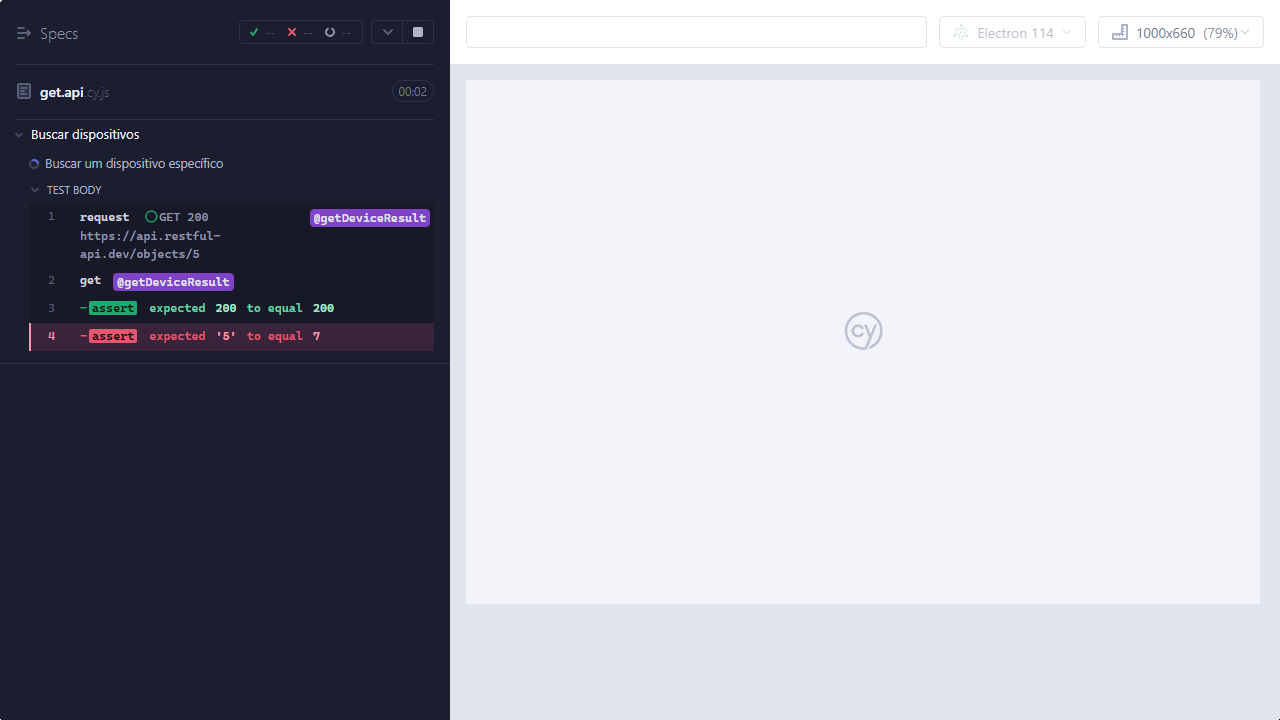 Specs
-- -- --
get.api.cy.js 00:02
Buscar dispositivos
Buscar um dispositivo específico
TEST BODY
1 request GET 200 @getDeviceResult
https://api.restful-
api.dev/objects/5
2 get @getDeviceResult
3 -assert expected 200 to equal 200
4 -assert expected '5' to equal 7
Electron 114
1000x660 (79%)
cy